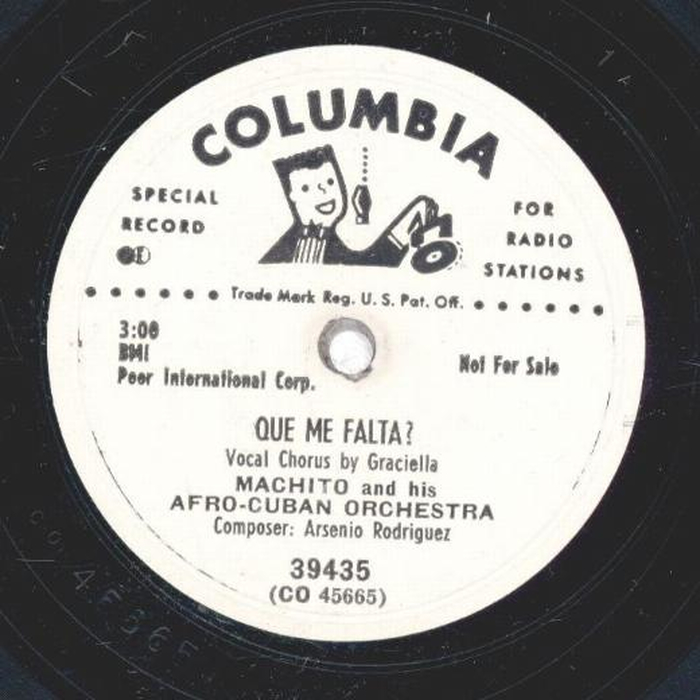 COLUMBIA
SPECIAL
RECORD
FOR
RADIO
STATIONS
Trade Mark Reg. U. S. Pat. Off.
3:00
BMI
Peer International Corp.
Not For Sale
QUE ME FALTA?
Vocal Chorus by Graciella
MACHITO and his
AFRO-CUBAN ORCHESTRA
Composer: Arsenio Rodriguez
39435
(CO 45665)